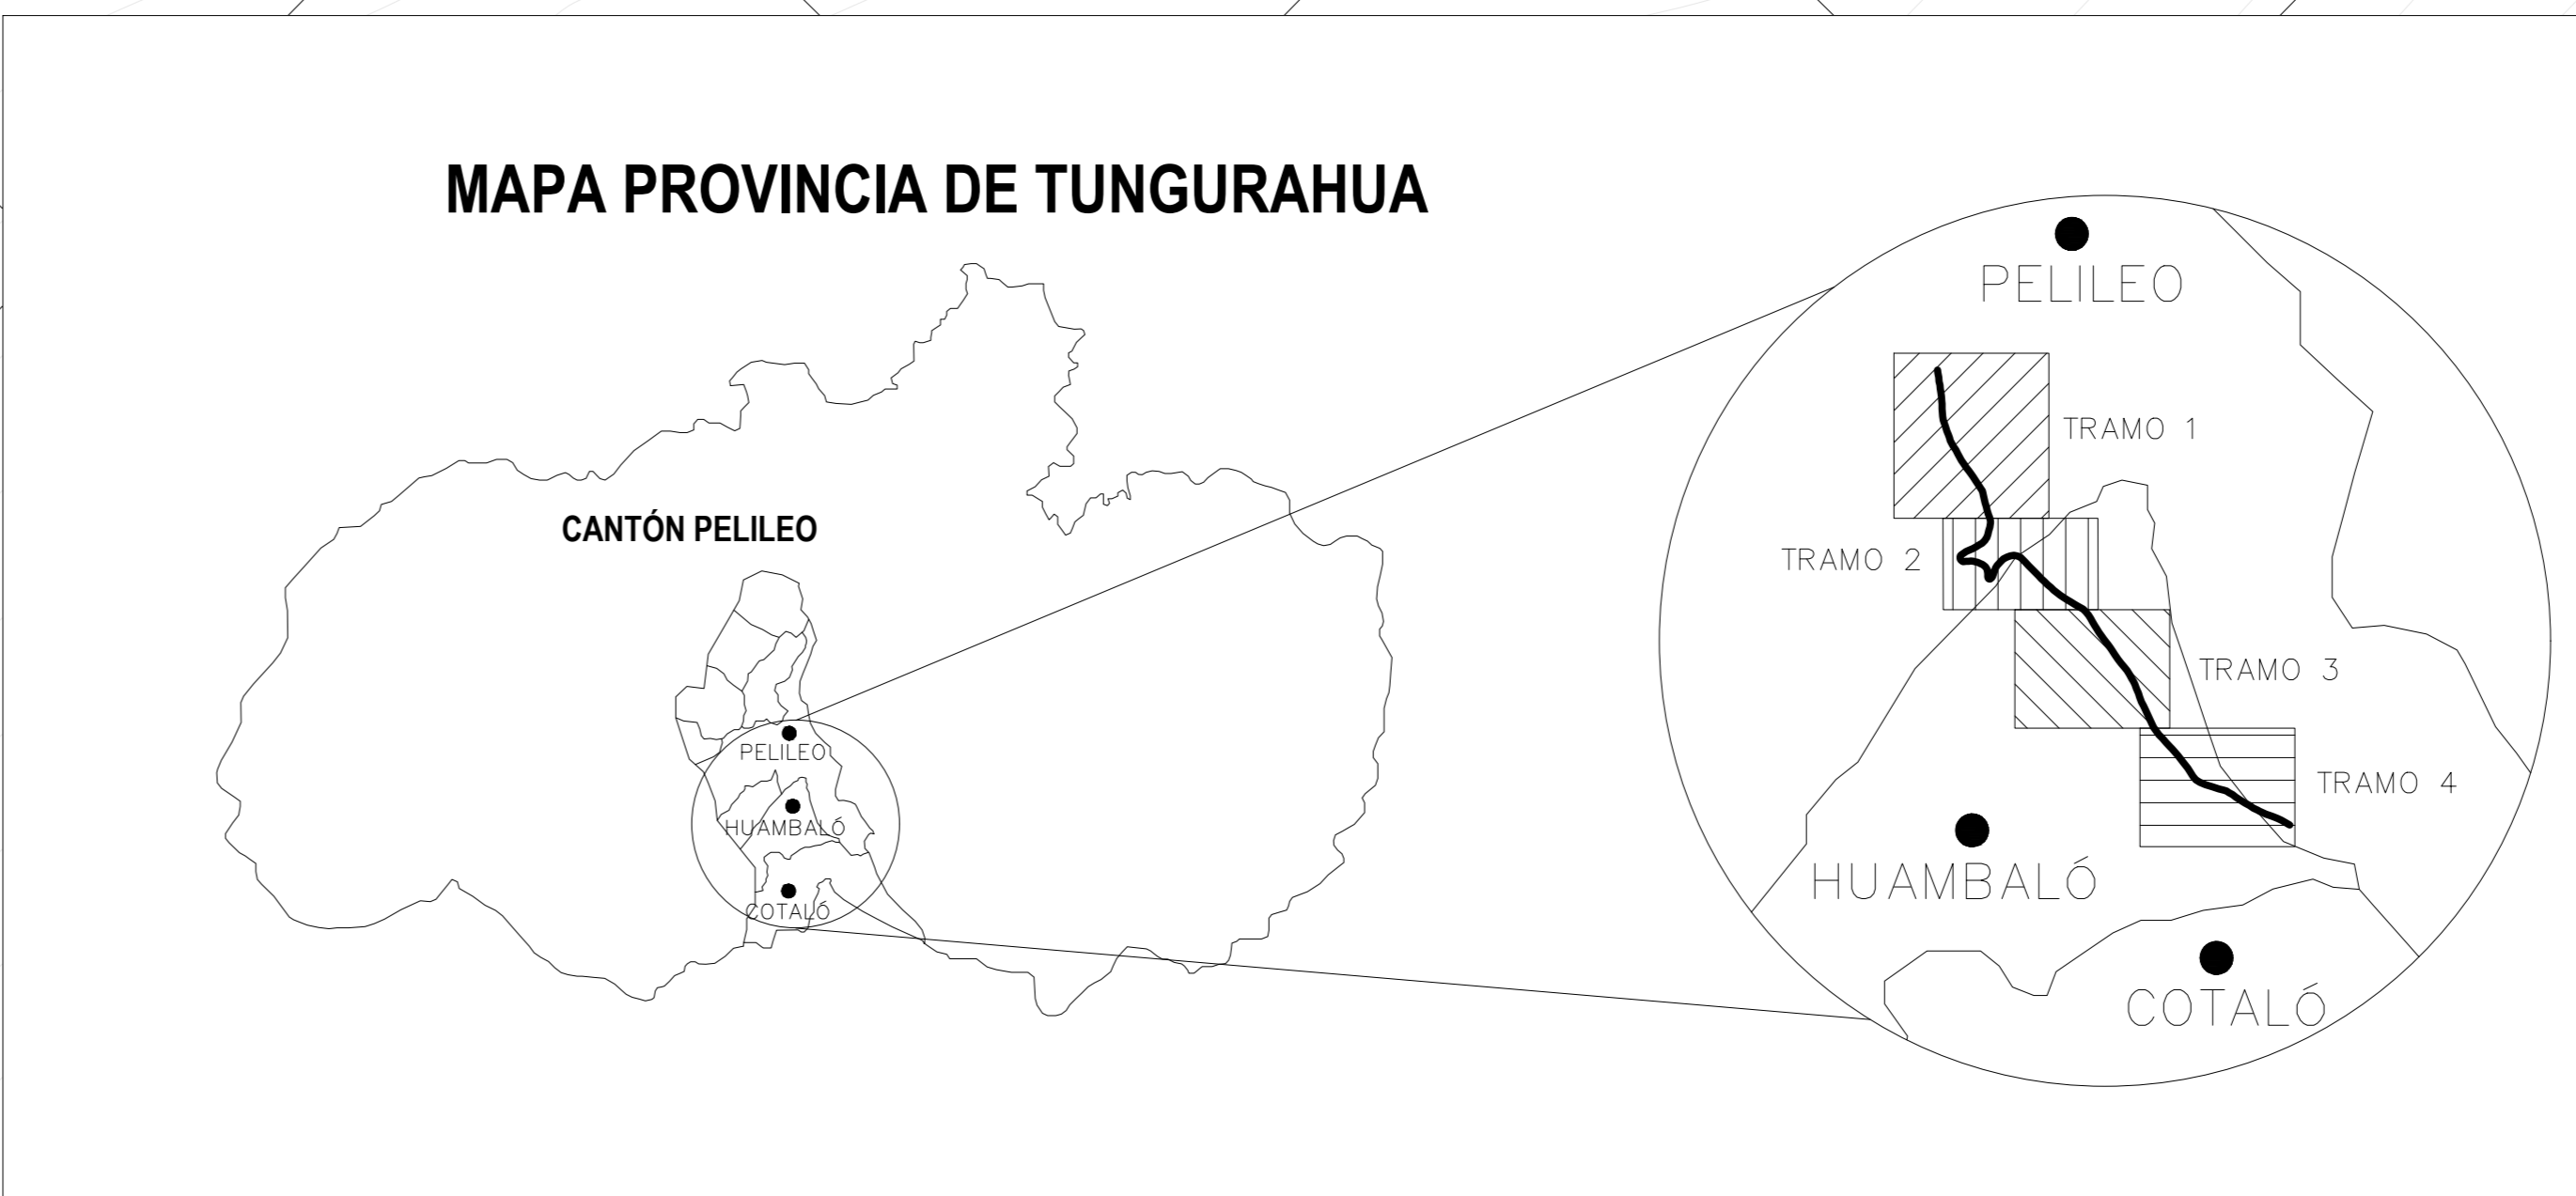 MAPA PROVINCIA DE TUNGURAHUA
CANTÓN PELILEO
PELILEO
HUAMBALÓ
COTALÓ
PELILEO
TRAMO 1
TRAMO 2
TRAMO 3
TRAMO 4
HUAMBALÓ
COTALÓ